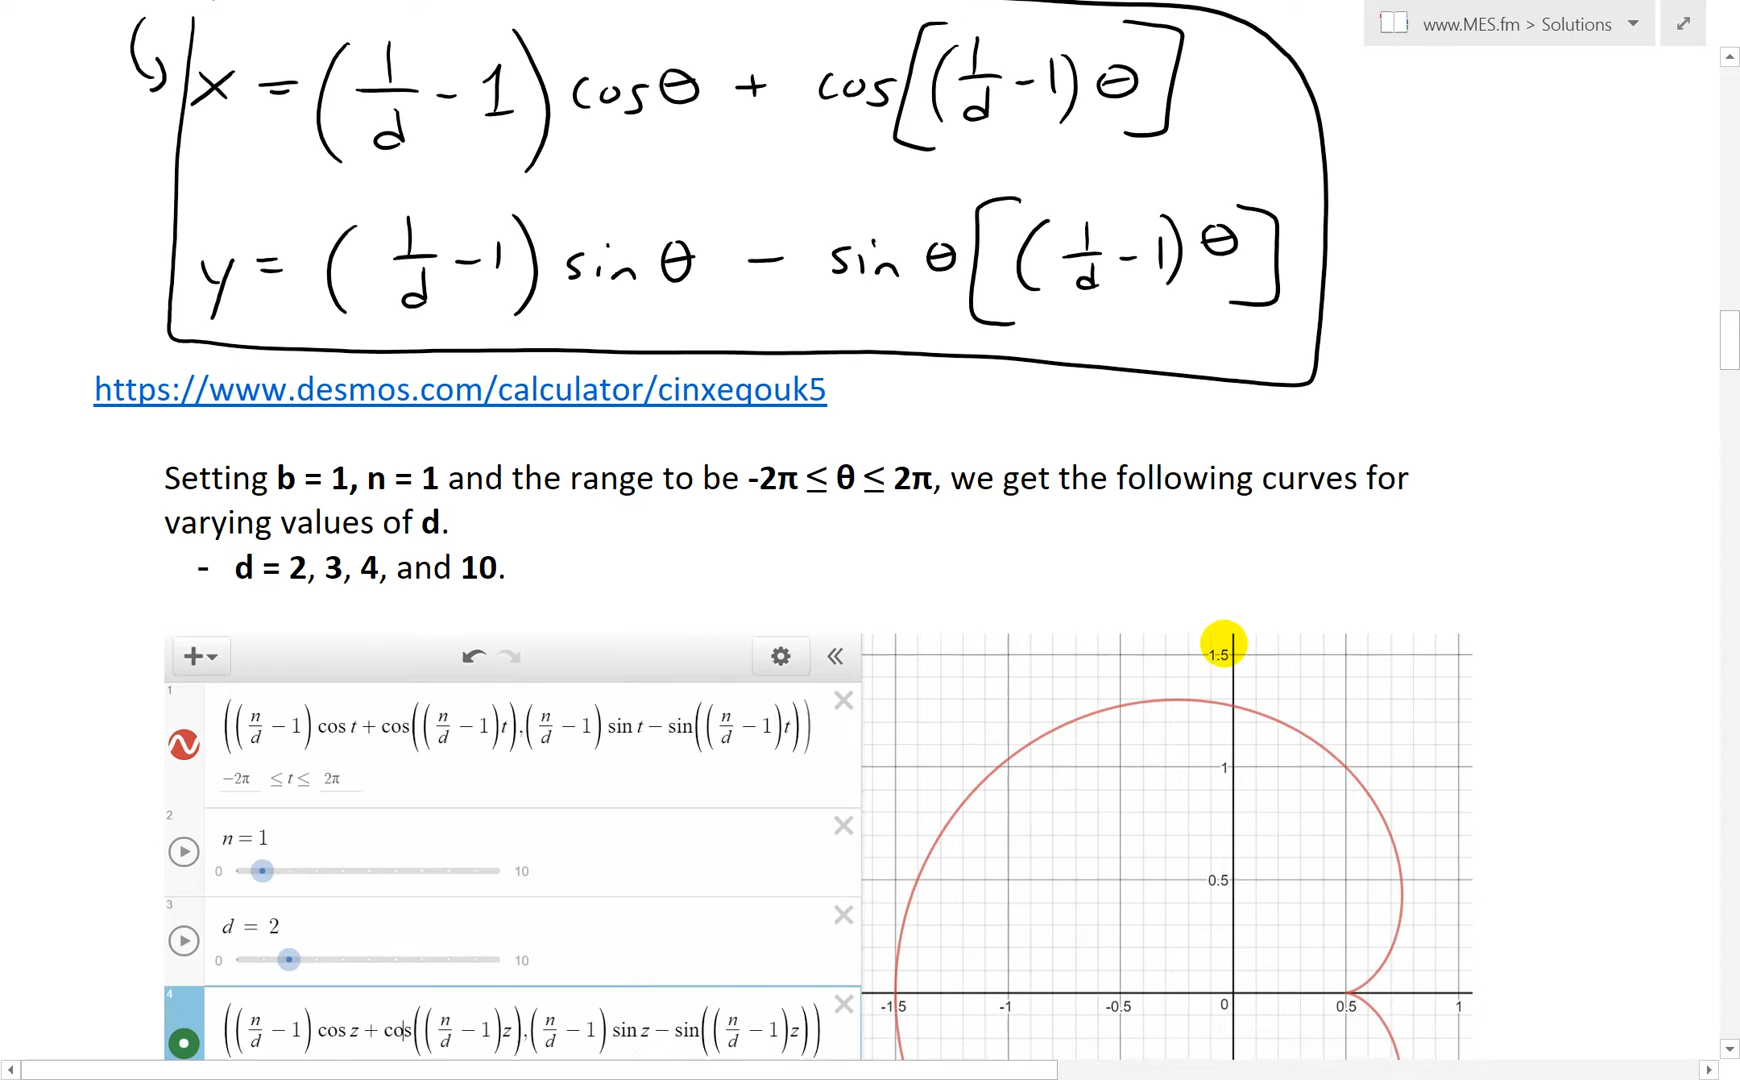 www.MES.fm > Solutions
x = (1/d - 1) cosθ + cos[(1/d - 1)θ]
y = (1/d - 1) sin θ - sin θ[(1/d - 1)θ]
https://www.desmos.com/calculator/cinxeqouk5
Setting b = 1, n = 1 and the range to be -2π ≤ θ ≤ 2π, we get the following curves for
varying values of d.
- d = 2, 3, 4, and 10.
1
((n/d − 1) cos t + cos((n/d − 1)t), (n/d − 1) sin t − sin((n/d − 1)t))
−2π ≤ t ≤ 2π
2
n = 1
0 10
3
d = 2
0 10
4
((n/d − 1) cos z + cos((n/d − 1)z), (n/d − 1) sin z − sin((n/d − 1)z))
1.5
1
0.5
-1.5 -1 -0.5 0 0.5 1